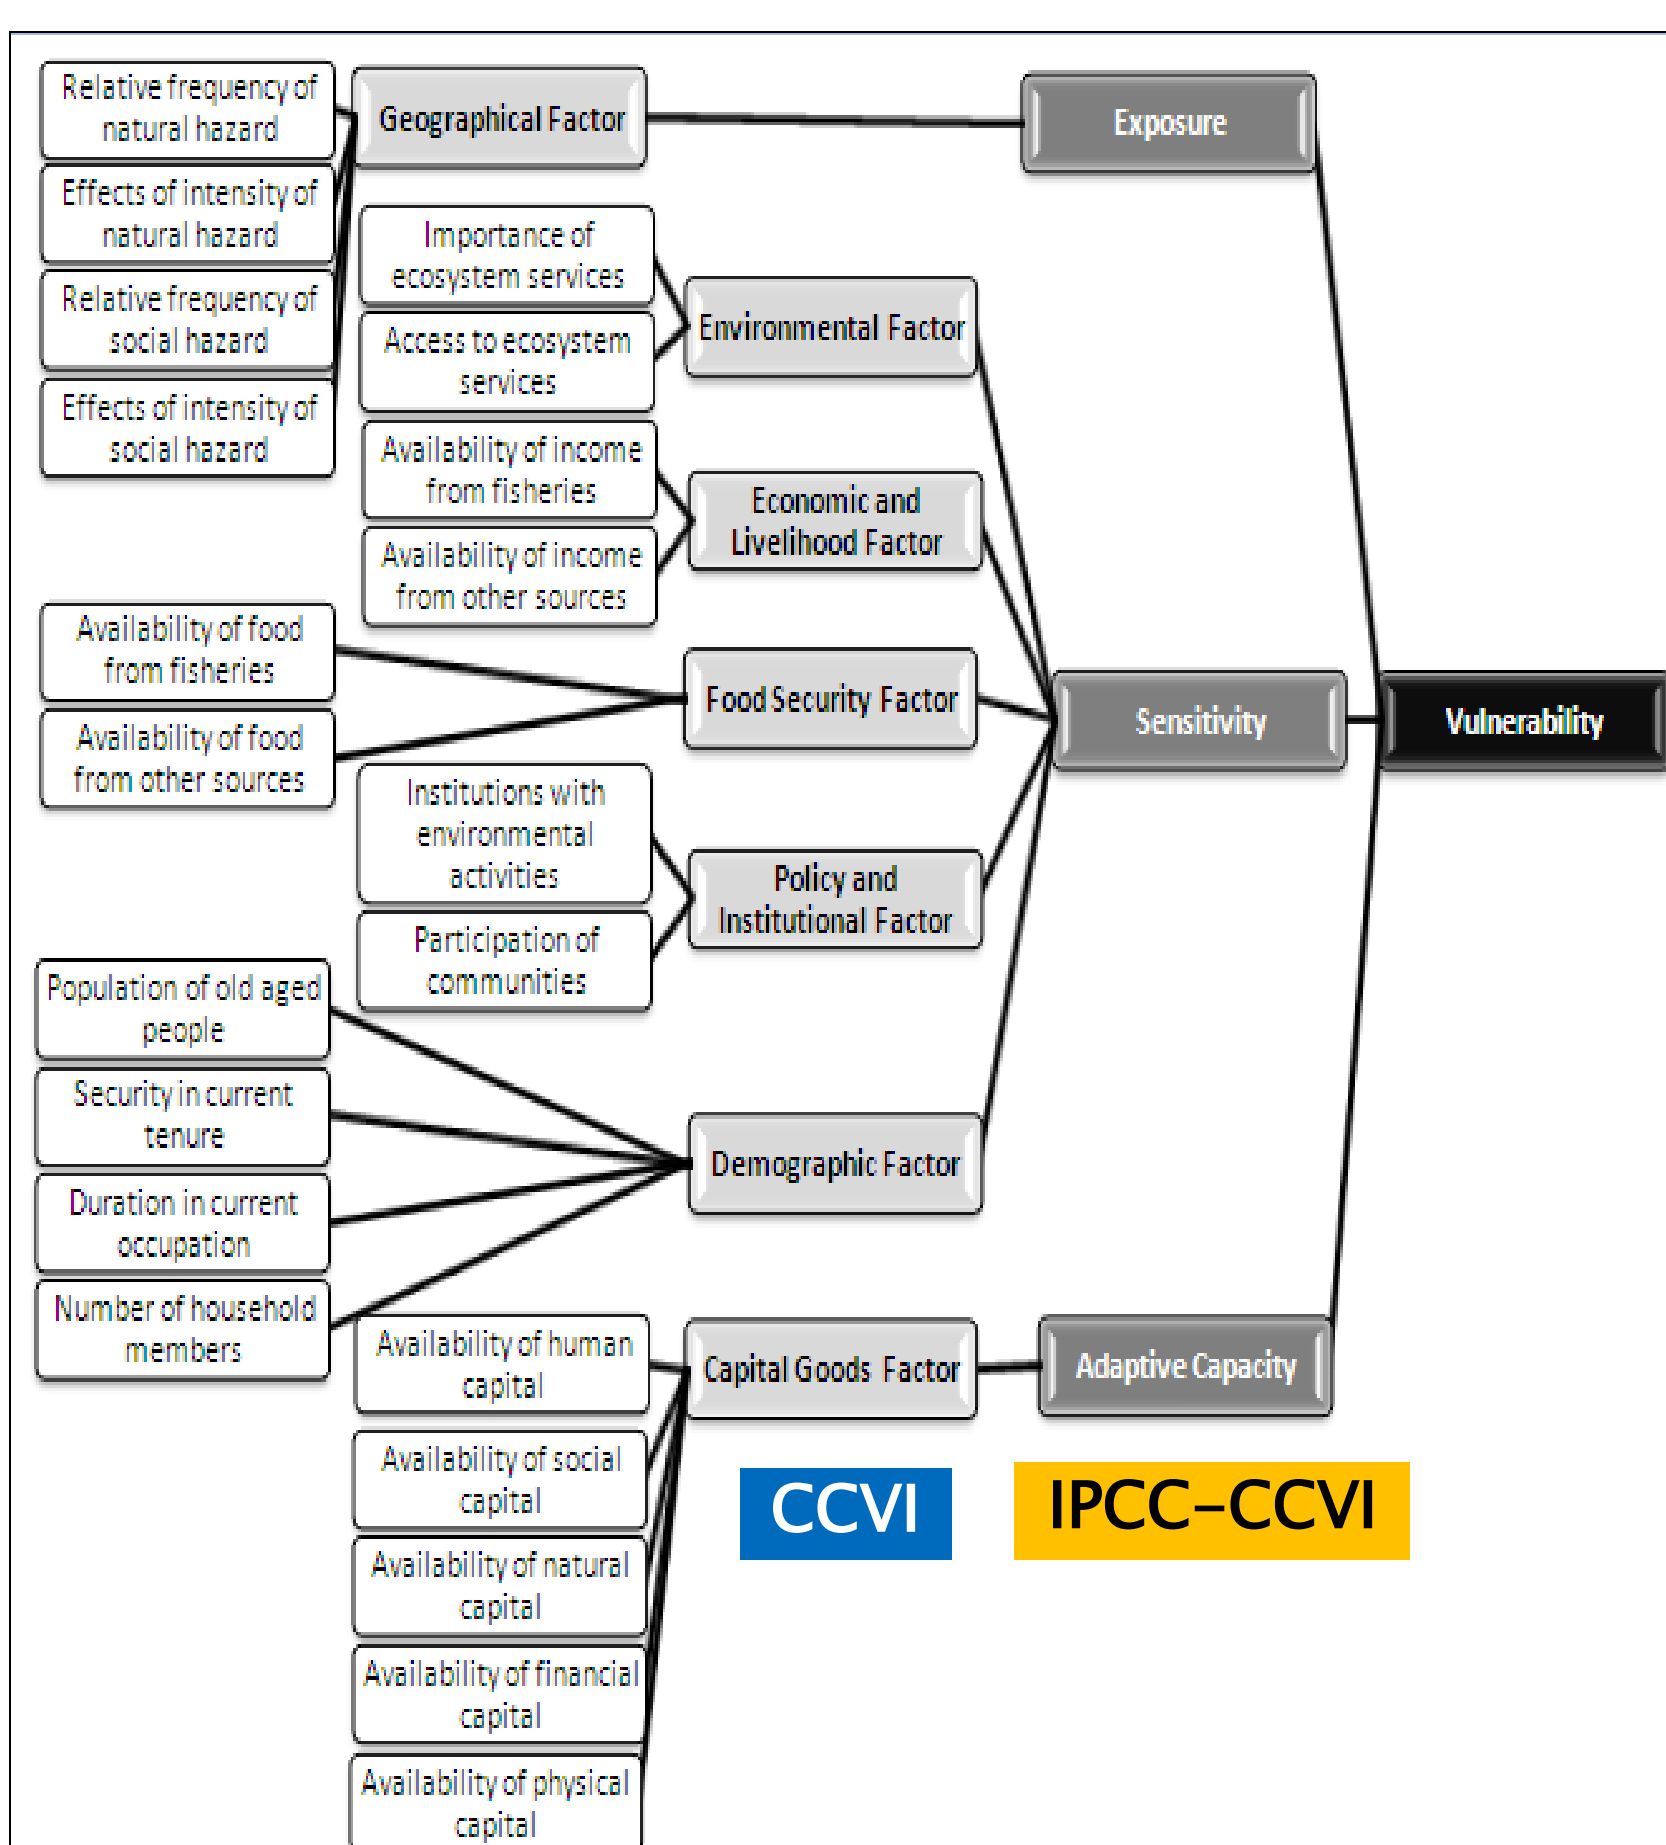 Relative frequency of
natural hazard
Effects of intensity of
natural hazard
Relative frequency of
social hazard
Effects of intensity of
social hazard
Geographical Factor
Exposure
Importance of
ecosystem services
Access to ecosystem
services
Environmental Factor
Availability of income
from fisheries
Availability of income
from other sources
Economic and
Livelihood Factor
Availability of food
from fisheries
Availability of food
from other sources
Food Security Factor
Sensitivity
Vulnerability
Institutions with
environmental
activities
Participation of
communities
Policy and
Institutional Factor
Population of old aged
people
Security in current
tenure
Duration in current
occupation
Number of household
members
Demographic Factor
Availability of human
capital
Availability of social
capital
Availability of natural
capital
Availability of financial
capital
Availability of physical
capital
Capital Goods Factor
Adaptive Capacity
CCVI
IPCC-CCVI